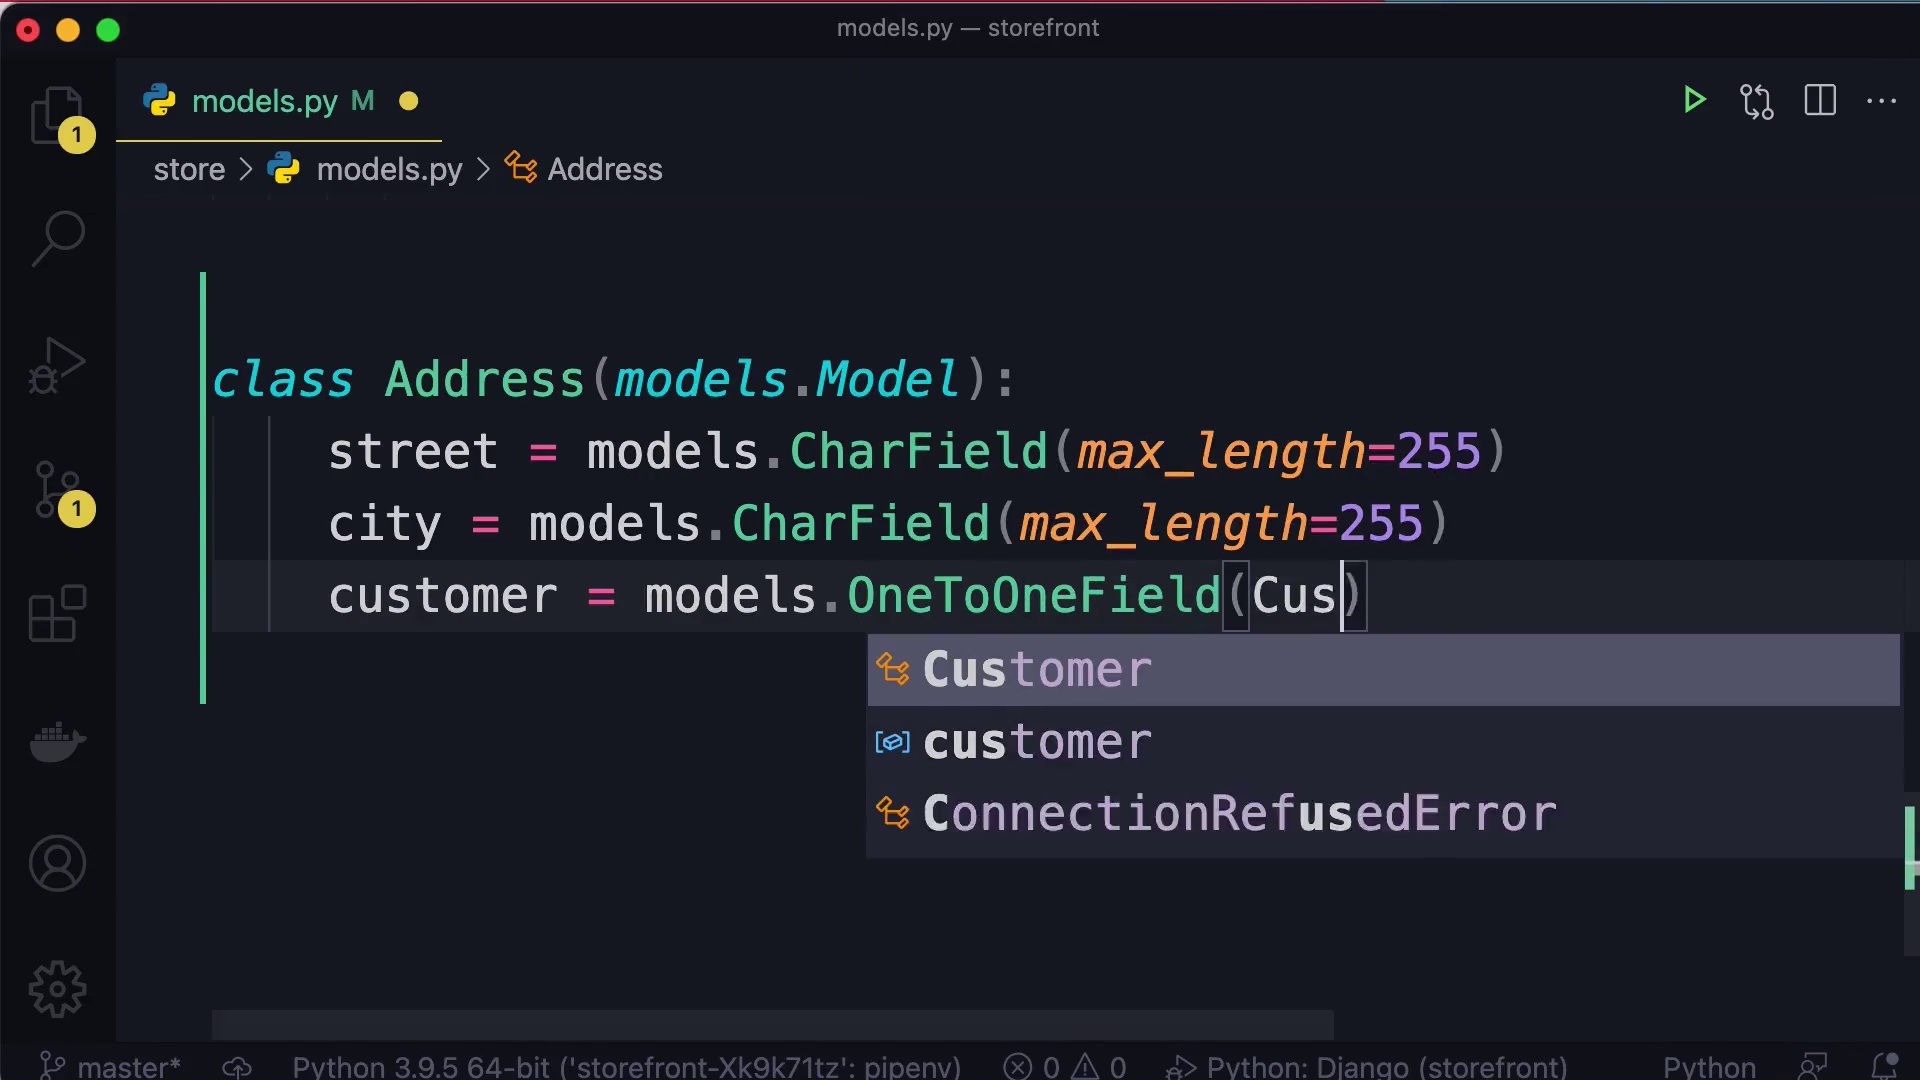 models.py — storefront
models.py M
1
store > models.py > Address
class Address(models.Model):
street = models.CharField(max_length=255)
city = models.CharField(max_length=255)
customer = models.OneToOneField(Cus)
1
Customer
customer
ConnectionRefusedError
master* Python 3.9.5 64-bit ('storefront-Xk9k71tz': pipenv) 0 0 Python: Django (storefront) Python